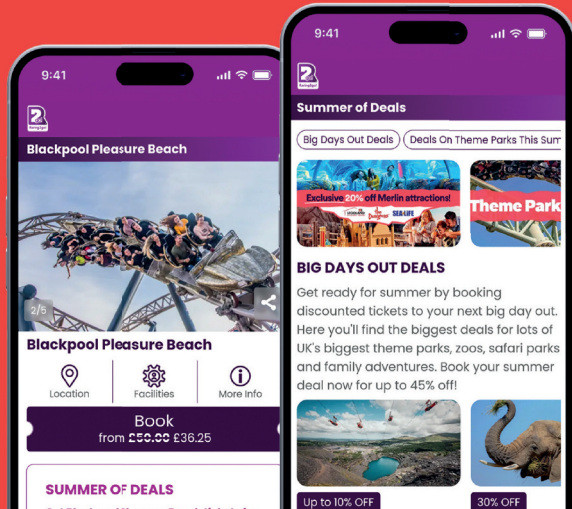 9:41
Blackpool Pleasure Beach
2/5
Blackpool Pleasure Beach
Location
Facilities
More Info
Book
from £50.00 £36.25
SUMMER OF DEALS
9:41
Summer of Deals
Big Days Out Deals
Deals On Theme Parks This Sum
Exclusive 20% off Merlin attractions!
SEA LIFE
Theme Park
BIG DAYS OUT DEALS
Get ready for summer by booking
discounted tickets to your next big day out.
Here you'll find the biggest deals for lots of
UK's biggest theme parks, zoos, safari parks
and family adventures. Book your summer
deal now for up to 45% off!
Up to 10% OFF
30% OFF